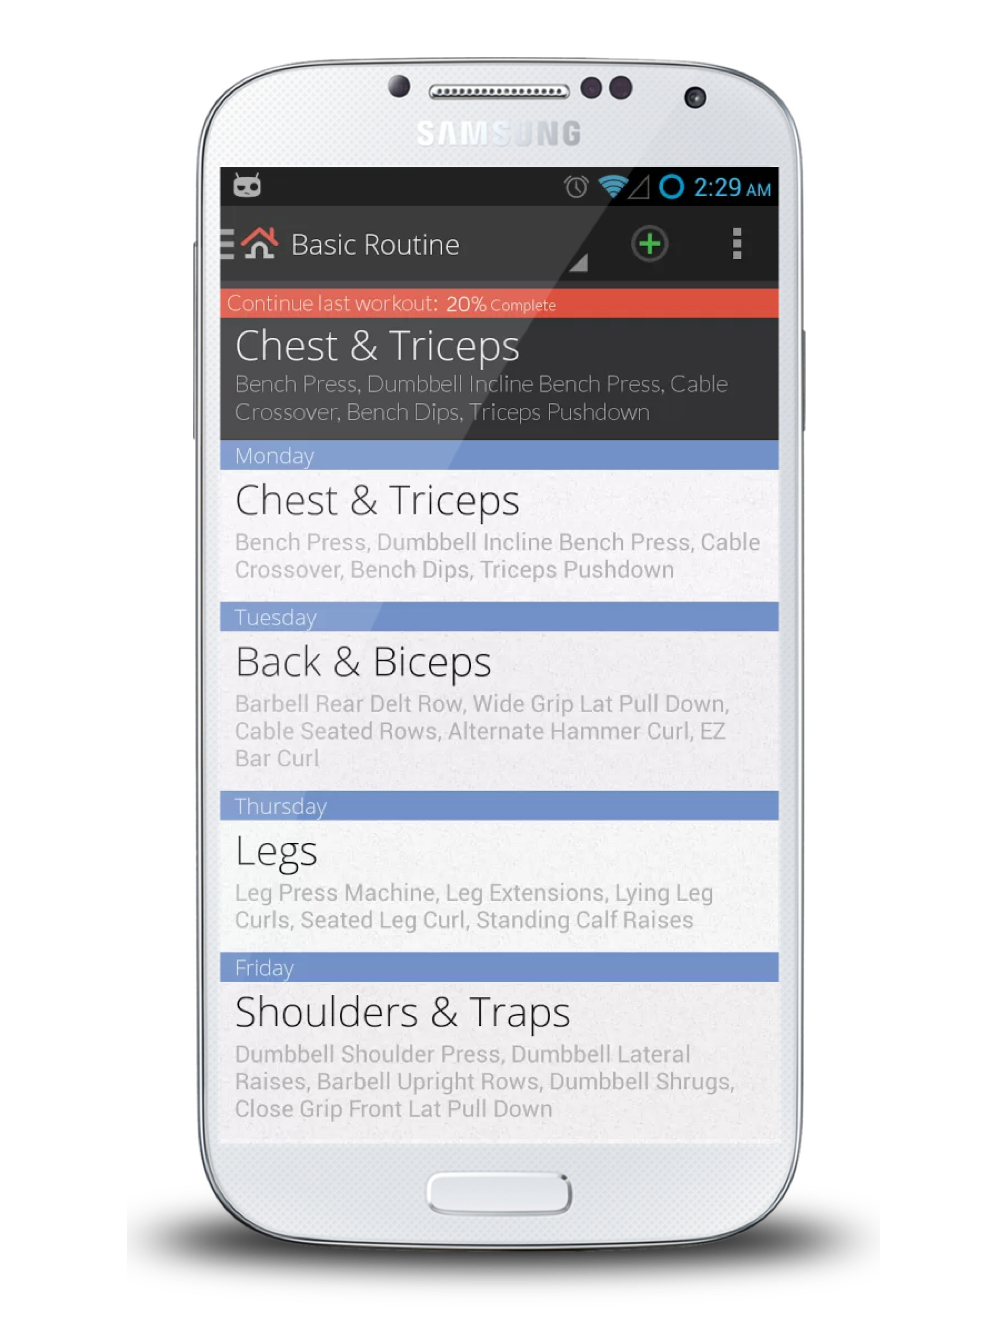 SAMSUNG
2:29 AM
Basic Routine
Continue last workout: 20% Complete
Chest & Triceps
Bench Press, Dumbbell Incline Bench Press, Cable
Crossover, Bench Dips, Triceps Pushdown
Monday
Chest & Triceps
Bench Press, Dumbbell Incline Bench Press, Cable
Crossover, Bench Dips, Triceps Pushdown
Tuesday
Back & Biceps
Barbell Rear Delt Row, Wide Grip Lat Pull Down,
Cable Seated Rows, Alternate Hammer Curl, EZ
Bar Curl
Thursday
Legs
Leg Press Machine, Leg Extensions, Lying Leg
Curls, Seated Leg Curl, Standing Calf Raises
Friday
Shoulders & Traps
Dumbbell Shoulder Press, Dumbbell Lateral
Raises, Barbell Upright Rows, Dumbbell Shrugs,
Close Grip Front Lat Pull Down